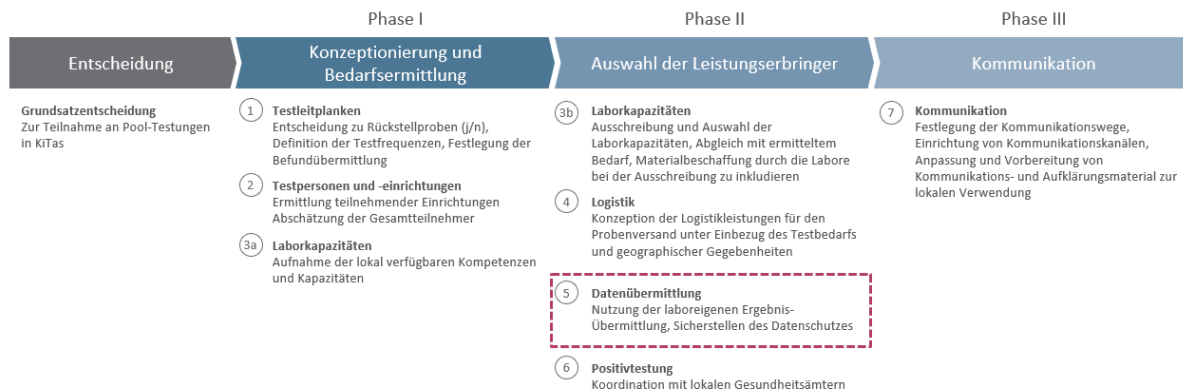 Phase I
Phase II
Phase III
Entscheidung
Konzeptionierung und
Bedarfsermittlung
Auswahl der Leistungserbringer
Kommunikation
Grundsatzentscheidung
Zur Teilnahme an Pool-Testungen
in KiTas
1 Testleitplanken
Entscheidung zu Rückstellproben (j/n),
Definition der Testfrequenzen, Festlegung der
Befundübermittlung
2 Testpersonen und -einrichtungen
Ermittlung teilnehmender Einrichtungen
Abschätzung der Gesamtteilnehmer
3a Laborkapazitäten
Aufnahme der lokal verfügbaren Kompetenzen
und Kapazitäten
3b Laborkapazitäten
Ausschreibung und Auswahl der
Laborkapazitäten, Abgleich mit ermitteltem
Bedarf, Materialbeschaffung durch die Labore
bei der Ausschreibung zu inkludieren
4 Logistik
Konzeption der Logistikleistungen für den
Probenversand unter Einbezug des Testbedarfs
und geographischer Gegebenheiten
5 Datenübermittlung
Nutzung der laboreigenen Ergebnis-
Übermittlung, Sicherstellen des Datenschutzes
6 Positivtestung
Koordination mit lokalen Gesundheitsämtern
7 Kommunikation
Festlegung der Kommunikationswege,
Einrichtung von Kommunikationskanälen,
Anpassung und Vorbereitung von
Kommunikations- und Aufklärungsmaterial zur
lokalen Verwendung